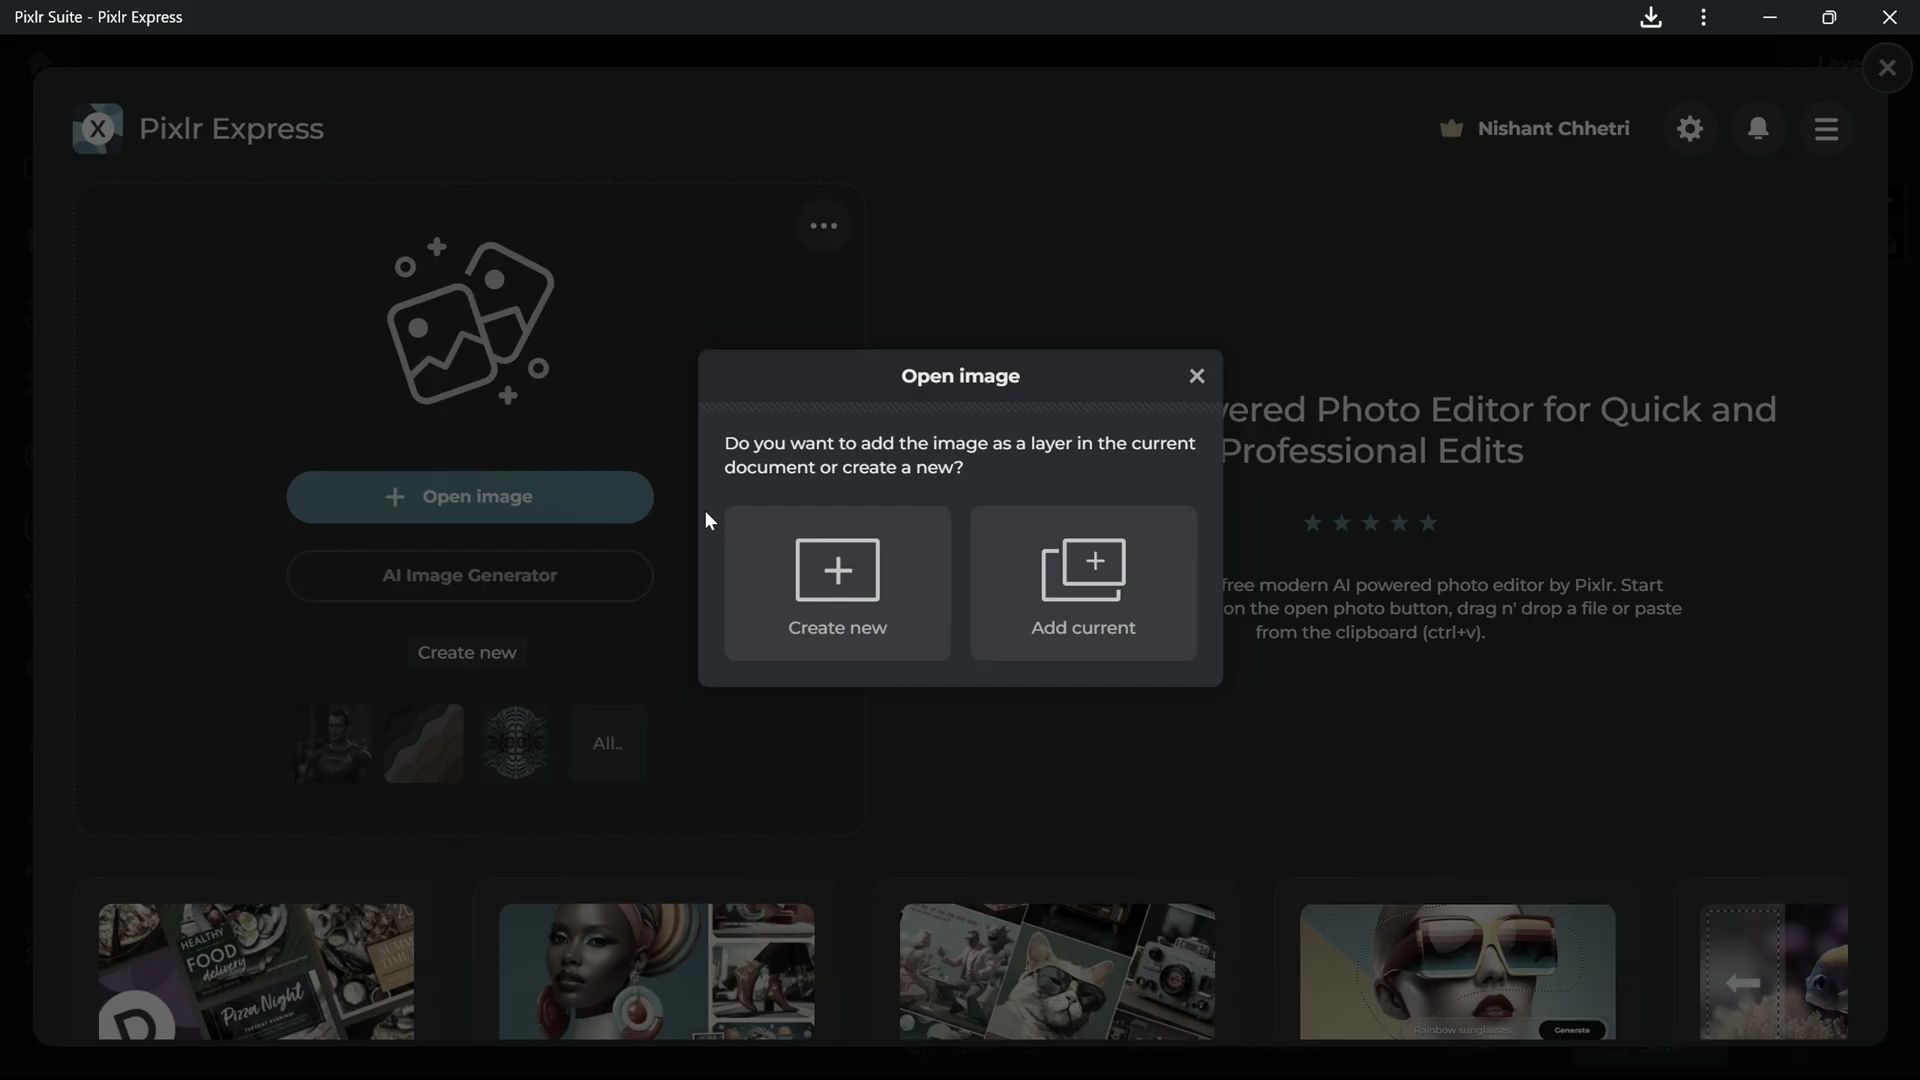 Pixlr Suite - Pixlr Express
Pixlr Express
Nishant Chhetri
Open image
Do you want to add the image as a layer in the current
document or create a new?
Create new
Add current
Open image
AI Image Generator
Create new
All..
vered Photo Editor for Quick and
Professional Edits
free modern AI powered photo editor by Pixlr. Start
on the open photo button, drag n' drop a file or paste
from the clipboard (ctrl+v).
HEALTHY
FOOD
delivery
Pizza Night
Rainbow sunglasses
Generate